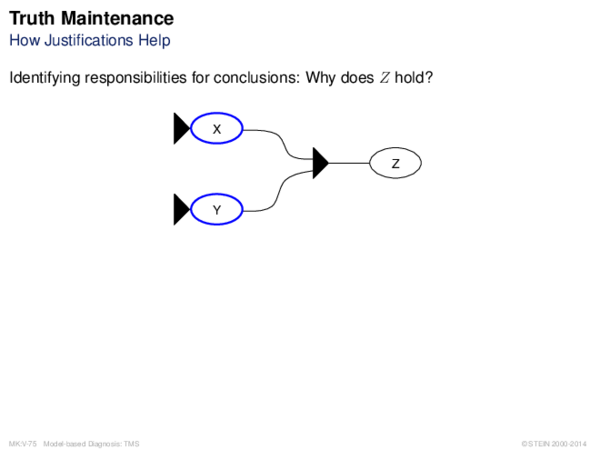 Truth Maintenance
How Justifications Help
Identifying responsibilities for conclusions: Why does Z hold?
X
Z
Y
MK:V-75 Model-based Diagnosis: TMS
©STEIN 2000-2014